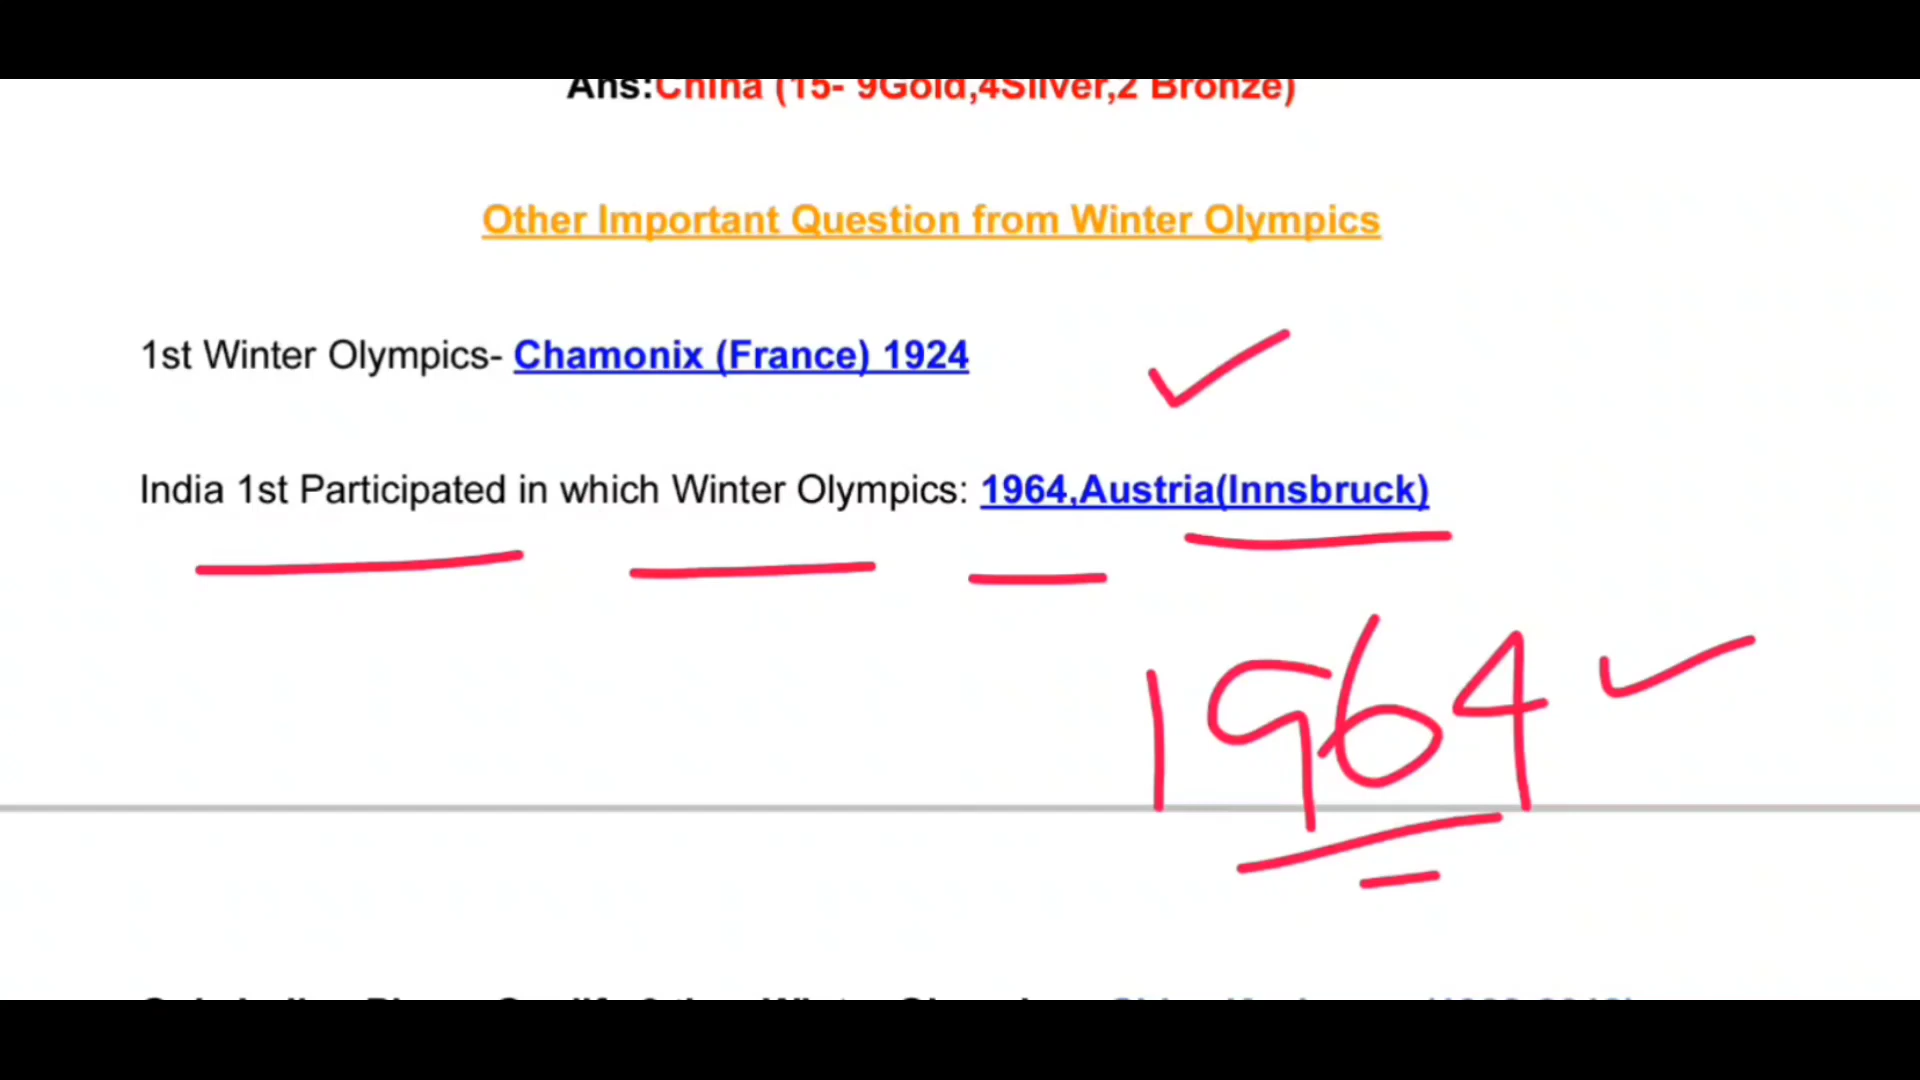 Ans:China (15- 9Gold,4Silver,2 Bronze)
Other Important Question from Winter Olympics
1st Winter Olympics- Chamonix (France) 1924
India 1st Participated in which Winter Olympics: 1964,Austria(Innsbruck)
1964